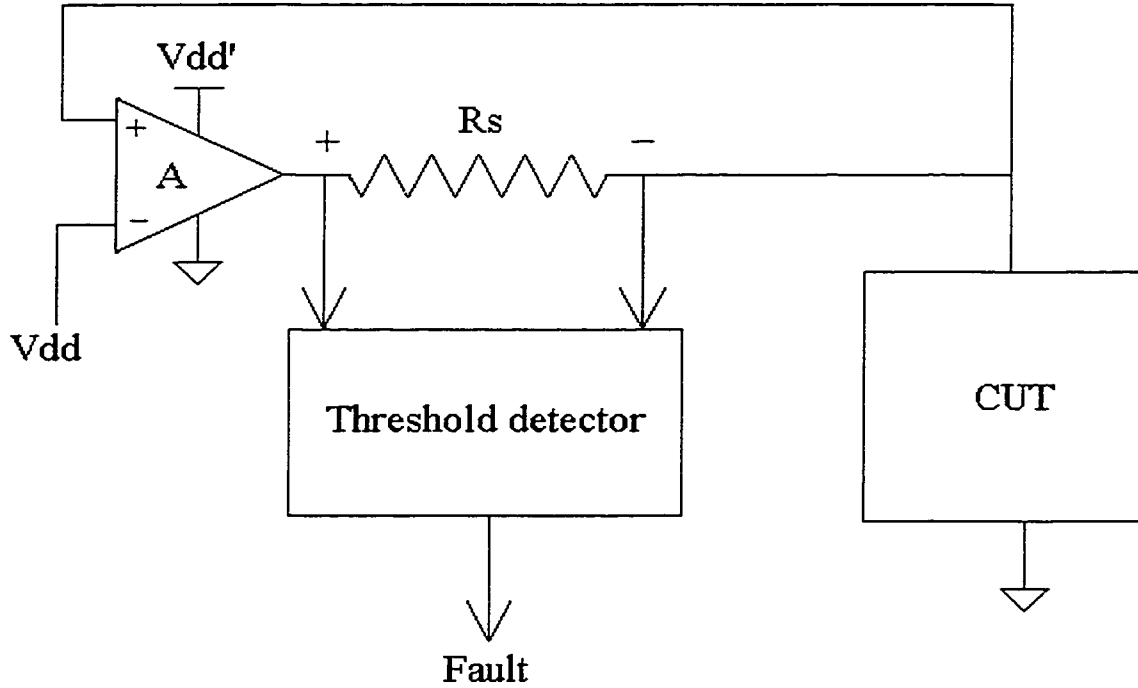 Vdd'
Rs
+
+
−
A
−
Vdd
Threshold detector
CUT
Fault